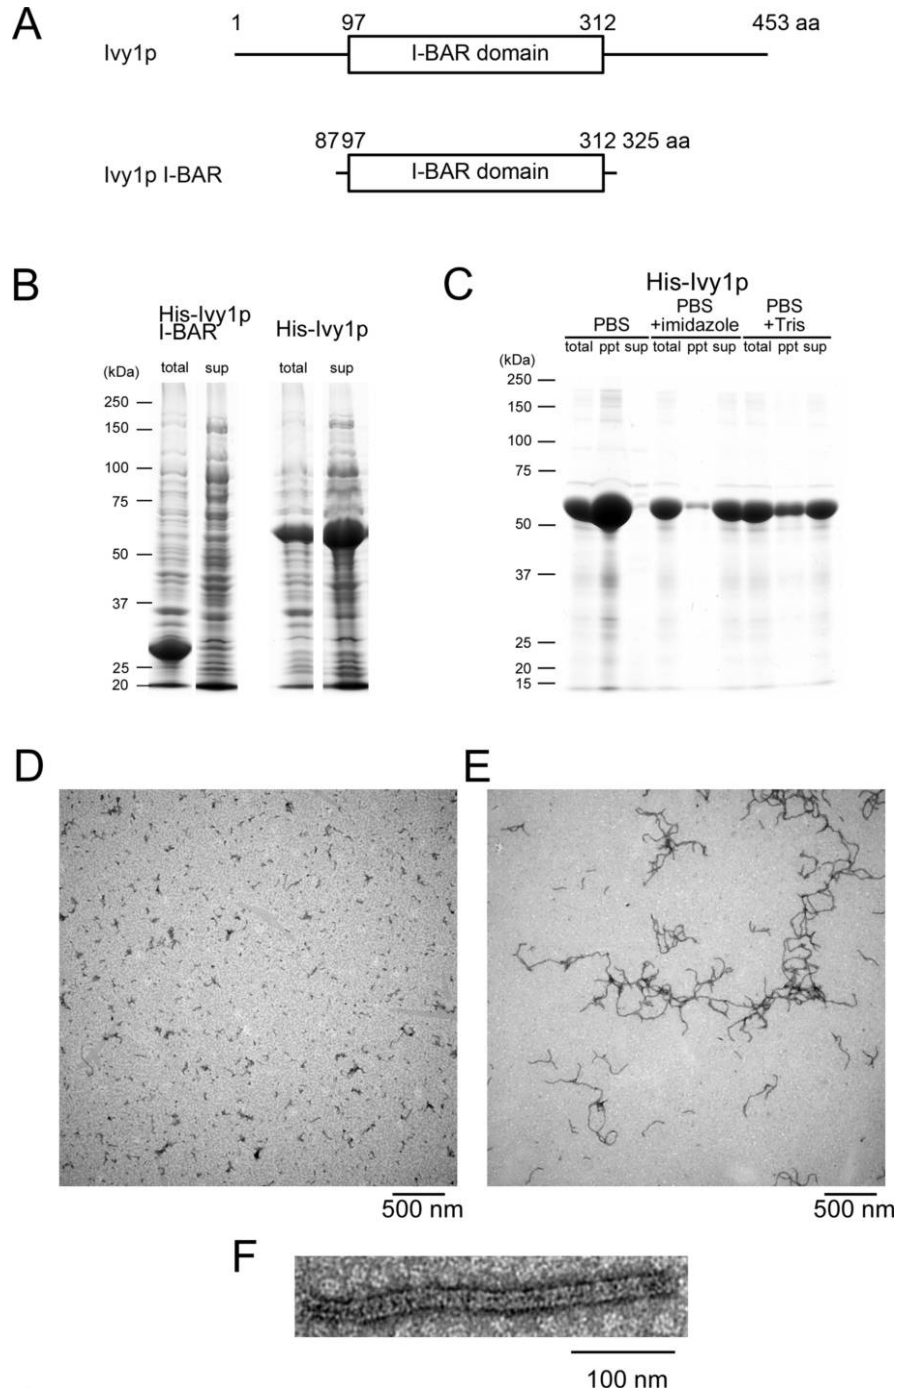 A
1 97 312 453 aa
Ivy1p I-BAR domain
8797 312 325 aa
Ivy1p I-BAR I-BAR domain
B
His-Ivy1p
I-BAR
His-Ivy1p
total sup total sup
(kDa)
250
150
100
75
50
37
25
20
C
His-Ivy1p
PBS
PBS
+imidazole
PBS
+Tris
total ppt sup total ppt sup total ppt sup
(kDa)
250
150
100
75
50
37
25
20
15
D
500 nm
E
500 nm
F
100 nm